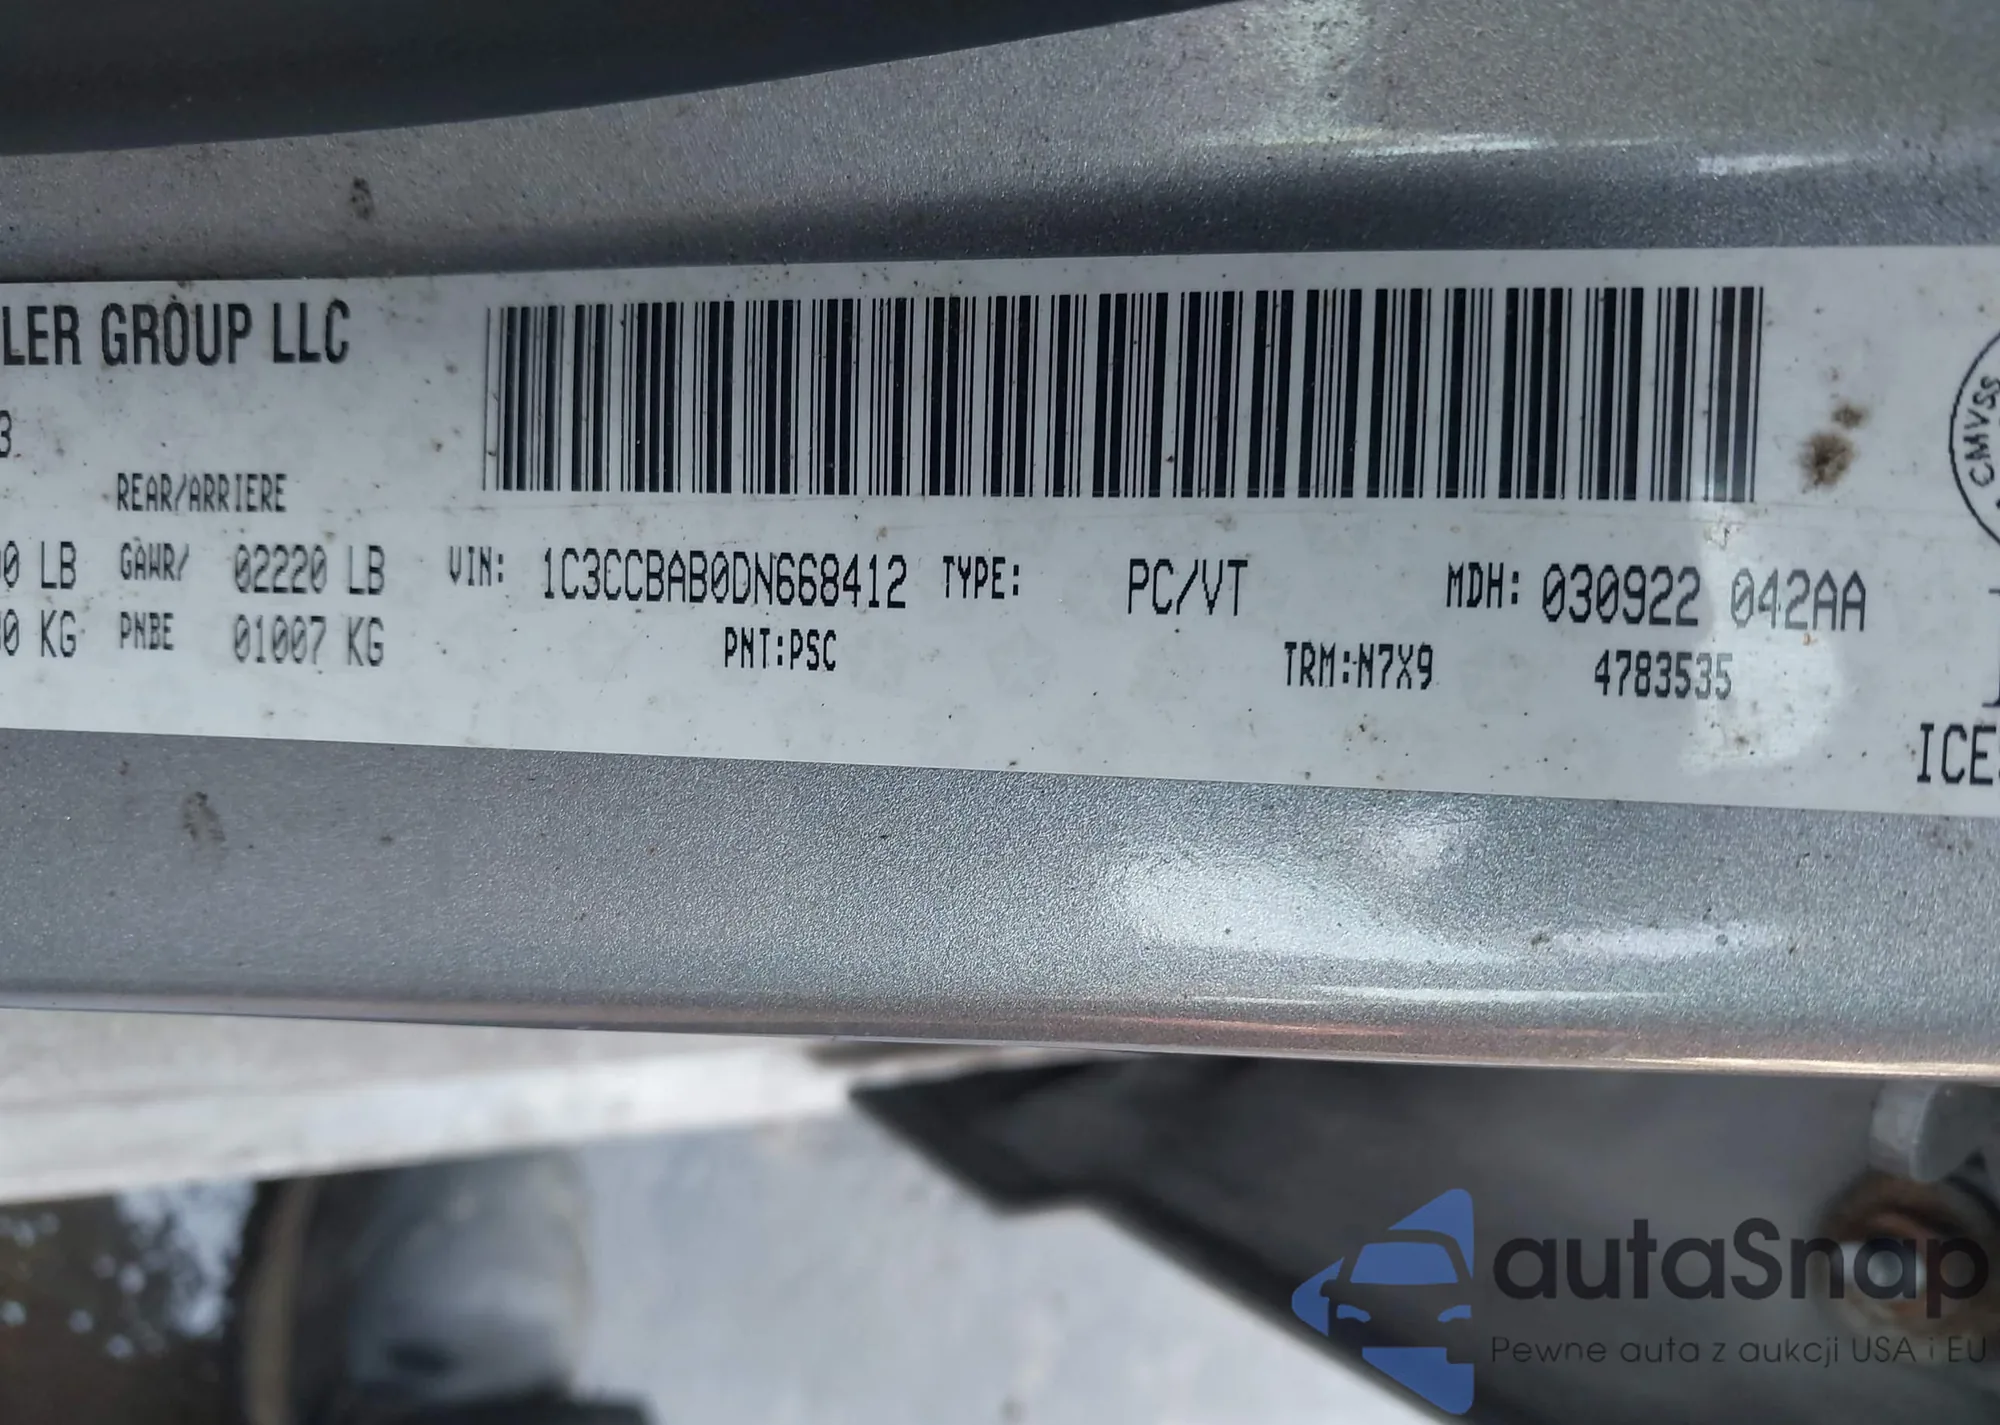 LER GROUP LLC
3
REAR/ARRIERE
0 LB GAWR/ 02220 LB VIN: 1C3CCBAB0DN668412 TYPE: PC/VT MDH: 030922 042AA
0 KG PNBE 01007 KG PNT:PSC TRM:N7X9 4783535
CMVSS
ICE
autaSnap
Pewne auta z aukcji USA i EU